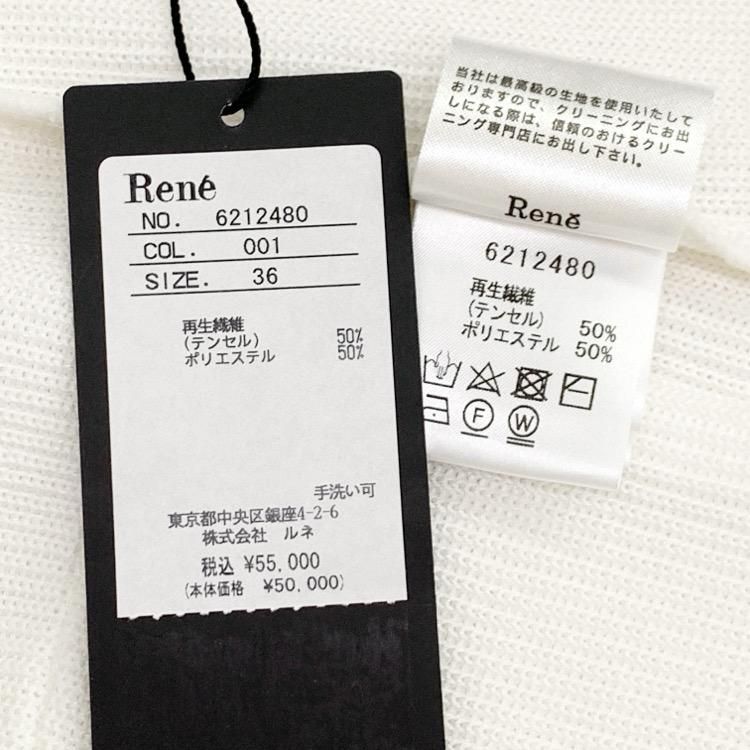 René
NO. 6212480
COL. 001
SIZE. 36
再生繊維
(テンセル) 50%
ポリエステル 50%
手洗い可
東京都中央区銀座4-2-6
株式会社 ルネ
税込 ¥55,000
(本体価格 ¥50,000)
当社は最高級の生地を使用いたして
おりますので、クリーニングにお出
しになる際は、信頼のおけるクリー
ニング専門店にお出し下さい。
René
6212480
再生繊維
(テンセル) 50%
ポリエステル 50%
F W